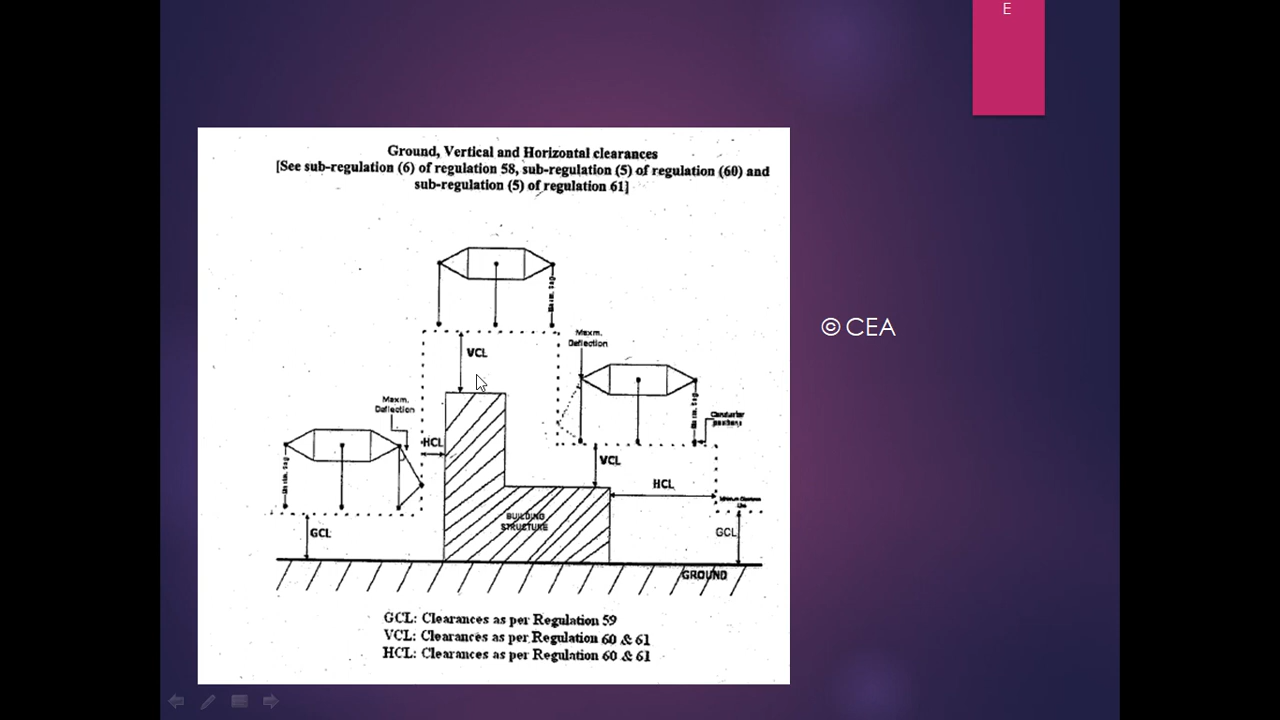 E
Ground, Vertical and Horizontal clearances
[See sub-regulation (6) of regulation 58, sub-regulation (5) of regulation (60) and
sub-regulation (5) of regulation 61]
Maxm.
Deflection
VCL
© CEA
Maxm.
Deflection
Conductor
positions
HCL
VCL
HCL
BUILDING
STRUCTURE
GCL
GCL
GROUND
GCL: Clearances as per Regulation 59
VCL: Clearances as per Regulation 60 & 61
HCL: Clearances as per Regulation 60 & 61